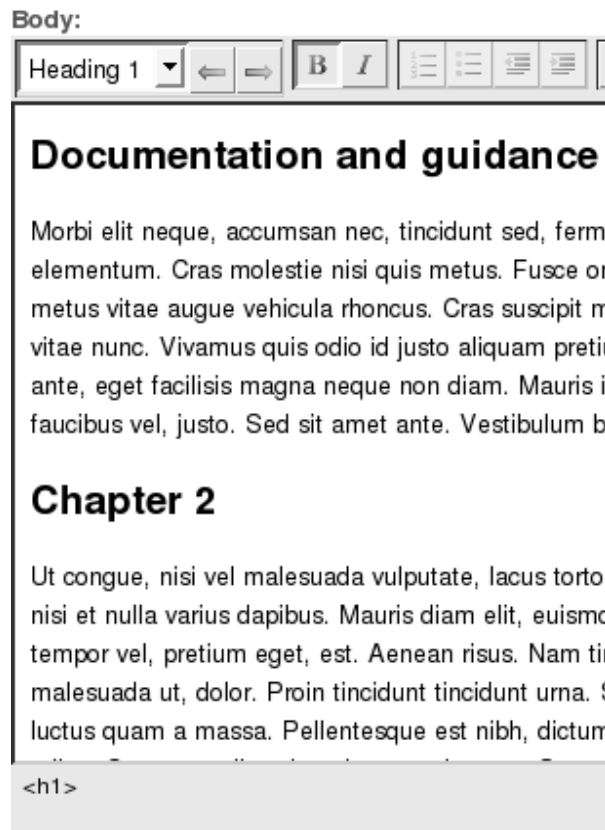 Body:
Heading 1
B I
Documentation and guidance
Morbi elit neque, accumsan nec, tincidunt sed, ferm
elementum. Cras molestie nisi quis metus. Fusce or
metus vitae augue vehicula rhoncus. Cras suscipit m
vitae nunc. Vivamus quis odio id justo aliquam preti
ante, eget facilisis magna neque non diam. Mauris i
faucibus vel, justo. Sed sit amet ante. Vestibulum b
Chapter 2
Ut congue, nisi vel malesuada vulputate, lacus torto
nisi et nulla varius dapibus. Mauris diam elit, euismo
tempor vel, pretium eget, est. Aenean risus. Nam ti
malesuada ut, dolor. Proin tincidunt tincidunt urna. S
luctus quam a massa. Pellentesque est nibh, dictum
<h1>